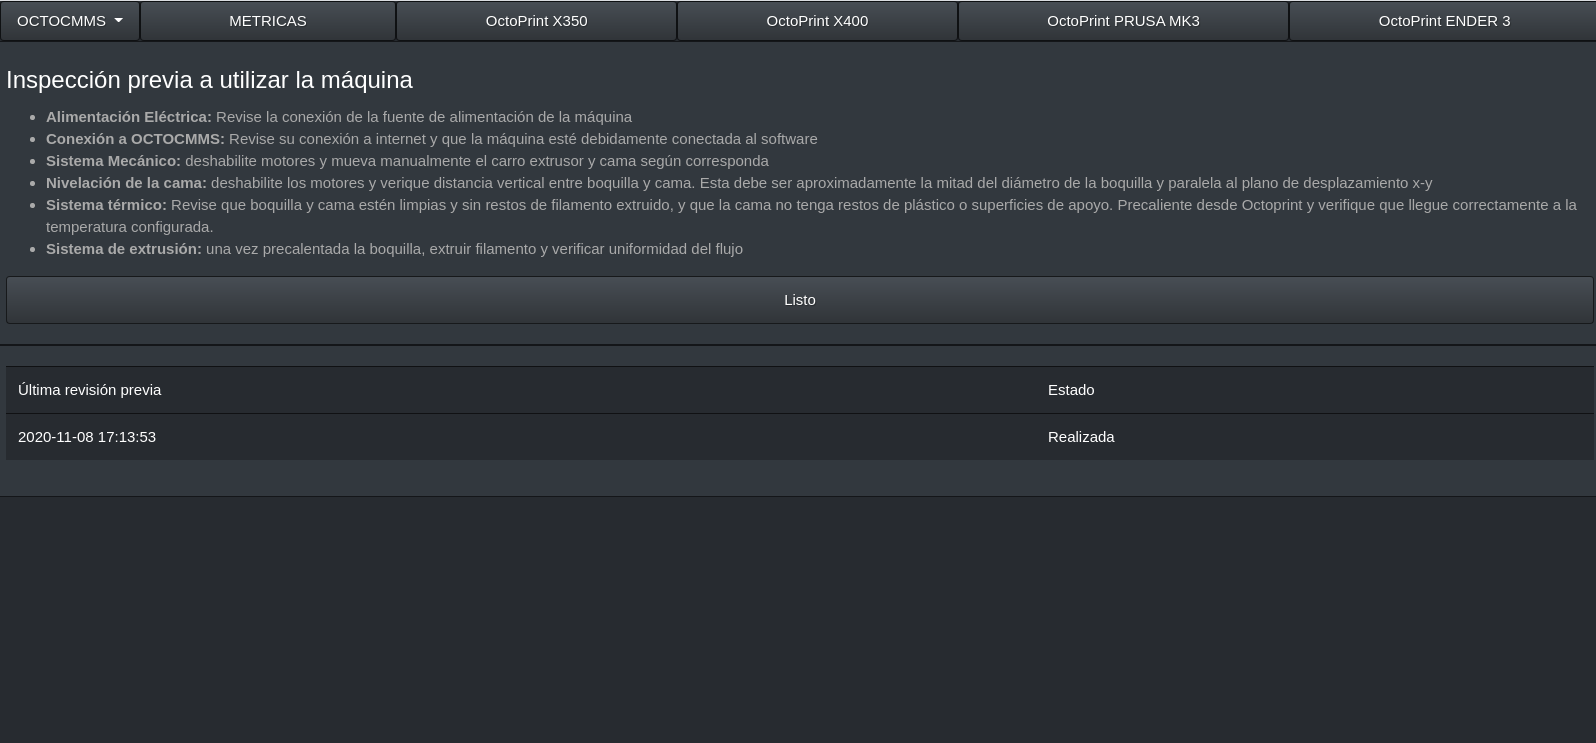 OCTOCMMS METRICAS OctoPrint X350 OctoPrint X400 OctoPrint PRUSA MK3 OctoPrint ENDER 3
Inspección previa a utilizar la máquina
Alimentación Eléctrica: Revise la conexión de la fuente de alimentación de la máquina
Conexión a OCTOCMMS: Revise su conexión a internet y que la máquina esté debidamente conectada al software
Sistema Mecánico: deshabilite motores y mueva manualmente el carro extrusor y cama según corresponda
Nivelación de la cama: deshabilite los motores y verique distancia vertical entre boquilla y cama. Esta debe ser aproximadamente la mitad del diámetro de la boquilla y paralela al plano de desplazamiento x-y
Sistema térmico: Revise que boquilla y cama estén limpias y sin restos de filamento extruido, y que la cama no tenga restos de plástico o superficies de apoyo. Precaliente desde Octoprint y verifique que llegue correctamente a la
temperatura configurada.
Sistema de extrusión: una vez precalentada la boquilla, extruir filamento y verificar uniformidad del flujo
Listo
Última revisión previa Estado
2020-11-08 17:13:53 Realizada